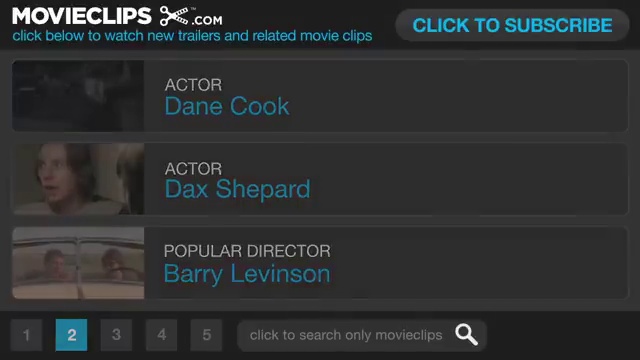 MOVIECLIPS .COM
click below to watch new trailers and related movie clips
CLICK TO SUBSCRIBE
ACTOR
Dane Cook
ACTOR
Dax Shepard
POPULAR DIRECTOR
Barry Levinson
1 2 3 4 5
click to search only movieclips